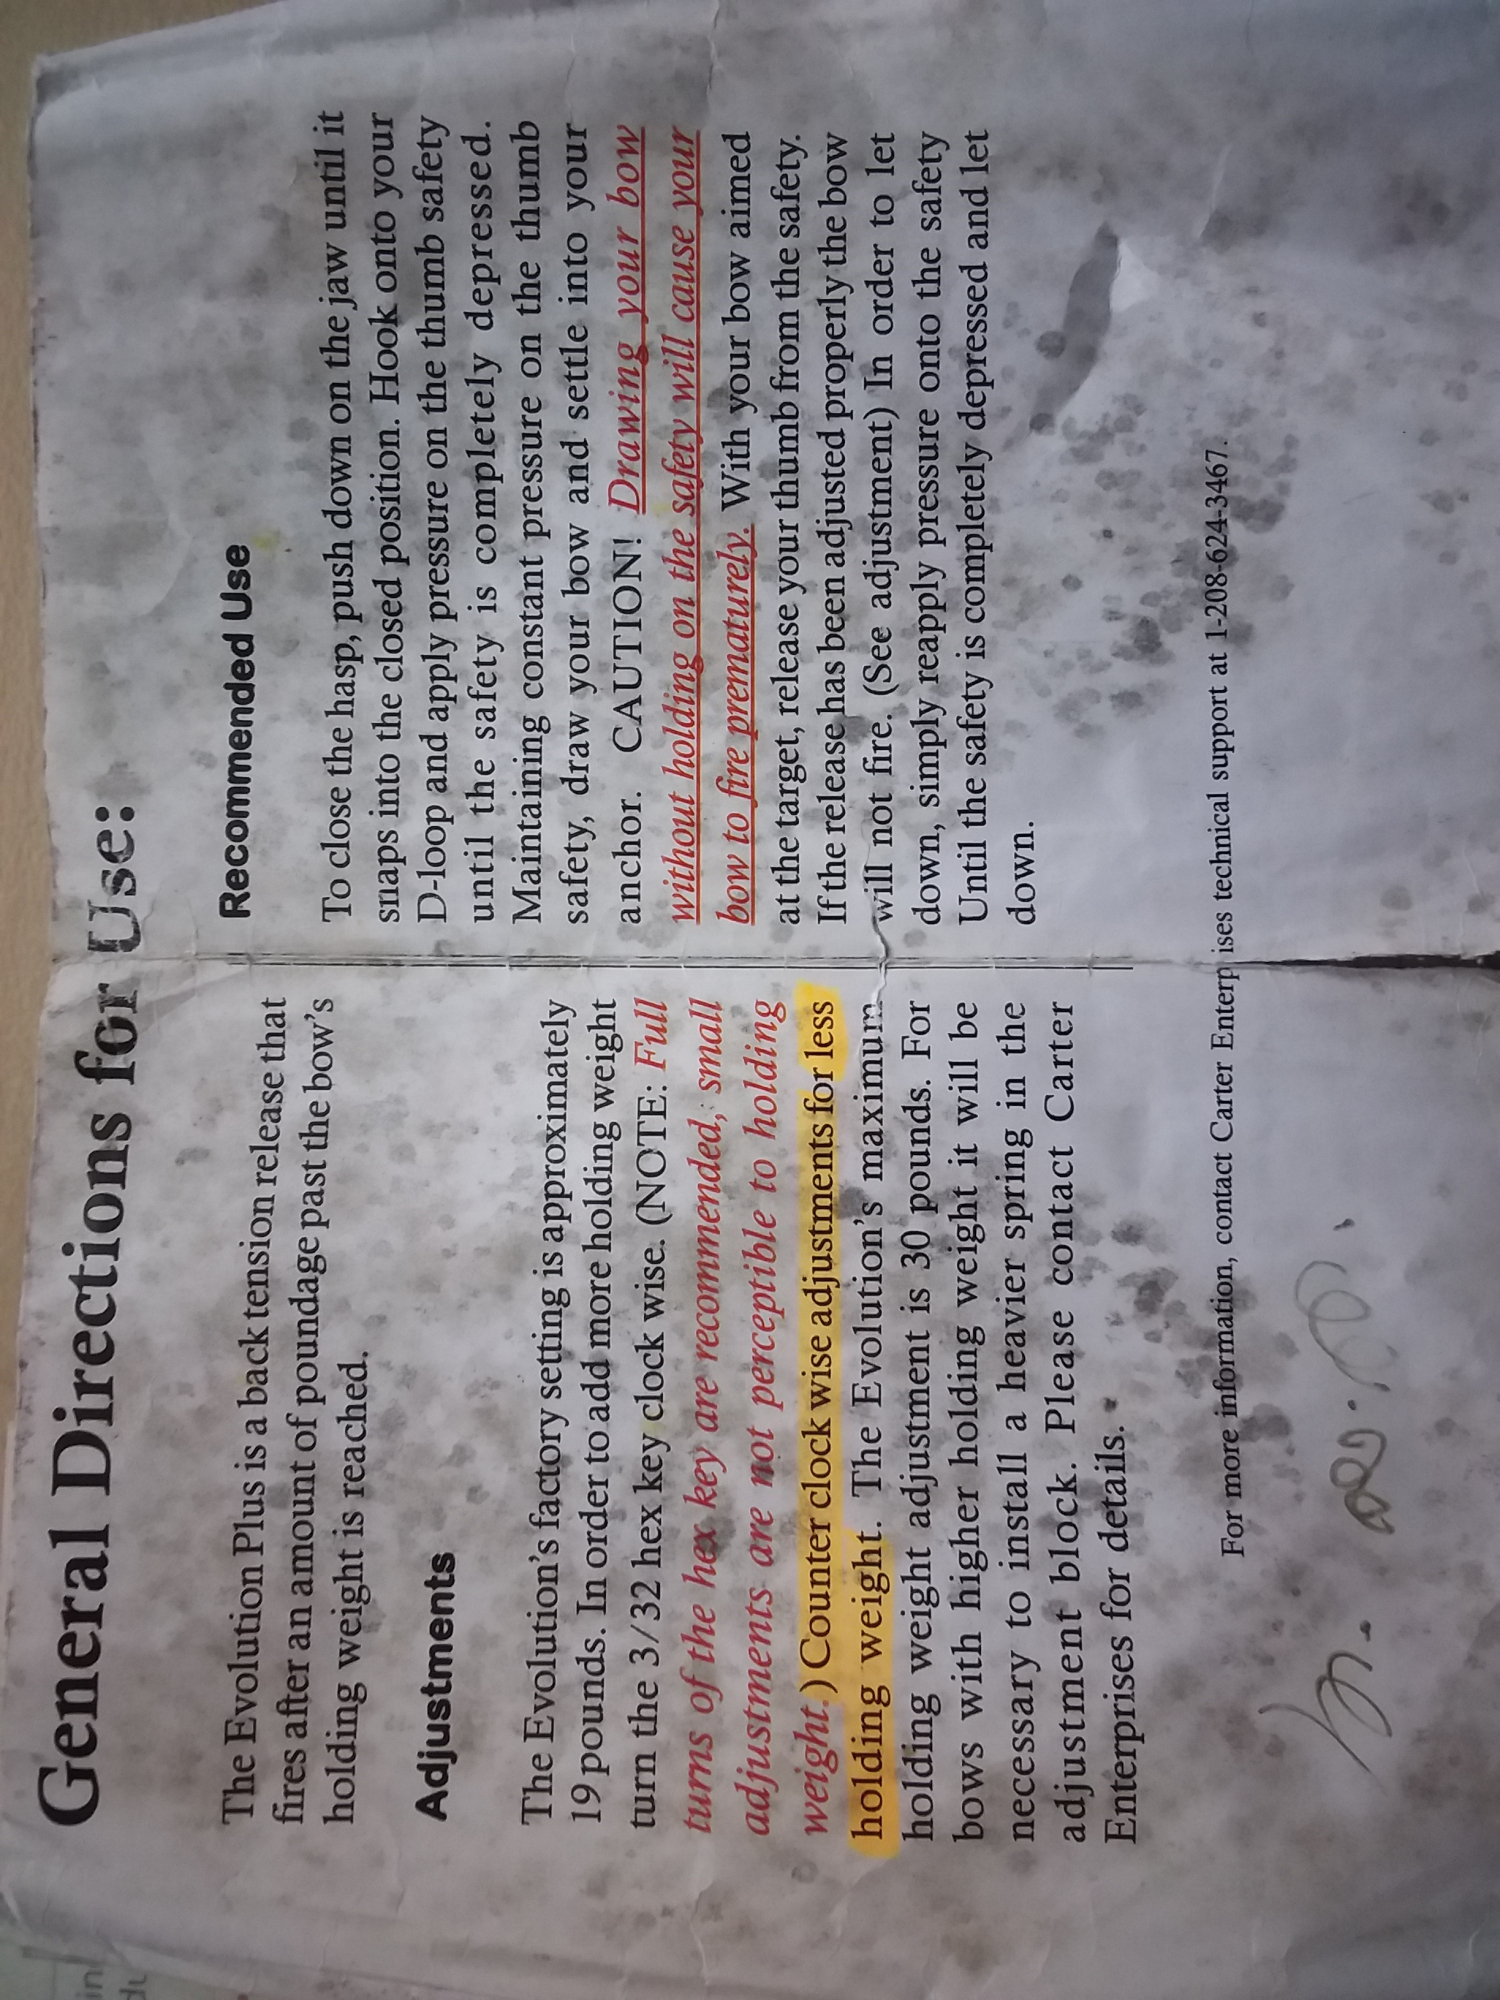 General Directions for Use:
The Evolution Plus is a back tension release that
fires after an amount of poundage past the bow's
holding weight is reached.
Adjustments
The Evolution's factory setting is approximately
19 pounds. In order to add more holding weight
turn the 3/32 hex key clock wise. (NOTE: Full
turns of the hex key are recommended, small
adjustments are not perceptible to holding
weight.) Counter clock wise adjustments for less
holding weight. The Evolution's maximum
holding weight adjustment is 30 pounds. For
bows with higher holding weight it will be
necessary to install a heavier spring in the
adjustment block. Please contact Carter
Enterprises for details.
Recommended Use
To close the hasp, push down on the jaw until it
snaps into the closed position. Hook onto your
D-loop and apply pressure on the thumb safety
until the safety is completely depressed.
Maintaining constant pressure on the thumb
safety, draw your bow and settle into your
anchor. CAUTION! Drawing your bow
without holding on the safety will cause your
bow to fire prematurely. With your bow aimed
at the target, release your thumb from the safety.
If the release has been adjusted properly the bow
will not fire. (See adjustment) In order to let
down, simply reapply pressure onto the safety
Until the safety is completely depressed and let
down.
For more information, contact Carter Enterprises technical support at 1-208-624-3467.